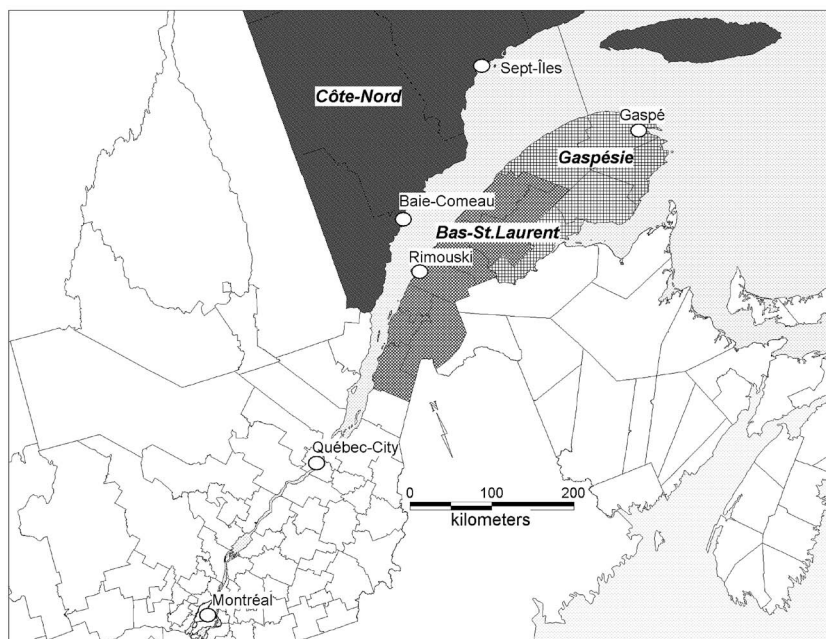 Sept-Îles
Côte-Nord
Gaspé
Gaspésie
Baie-Comeau
Bas-St.Laurent
Rimouski
N
Québec-City
0 100 200
kilometers
Montréal